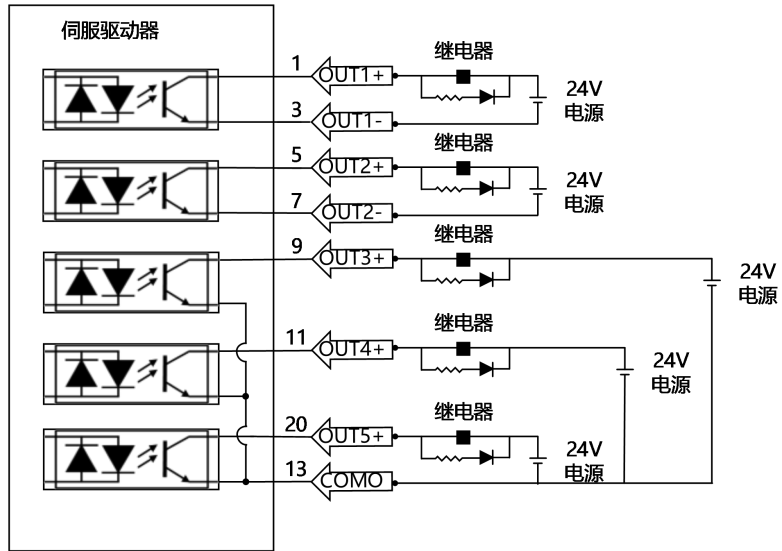 伺服驱动器
1
OUT1+
继电器
24V
电源
3
OUT1-
5
OUT2+
继电器
24V
电源
7
OUT2-
9
OUT3+
继电器
24V
电源
11
OUT4+
继电器
24V
电源
20
OUT5+
继电器
24V
电源
13
COMO